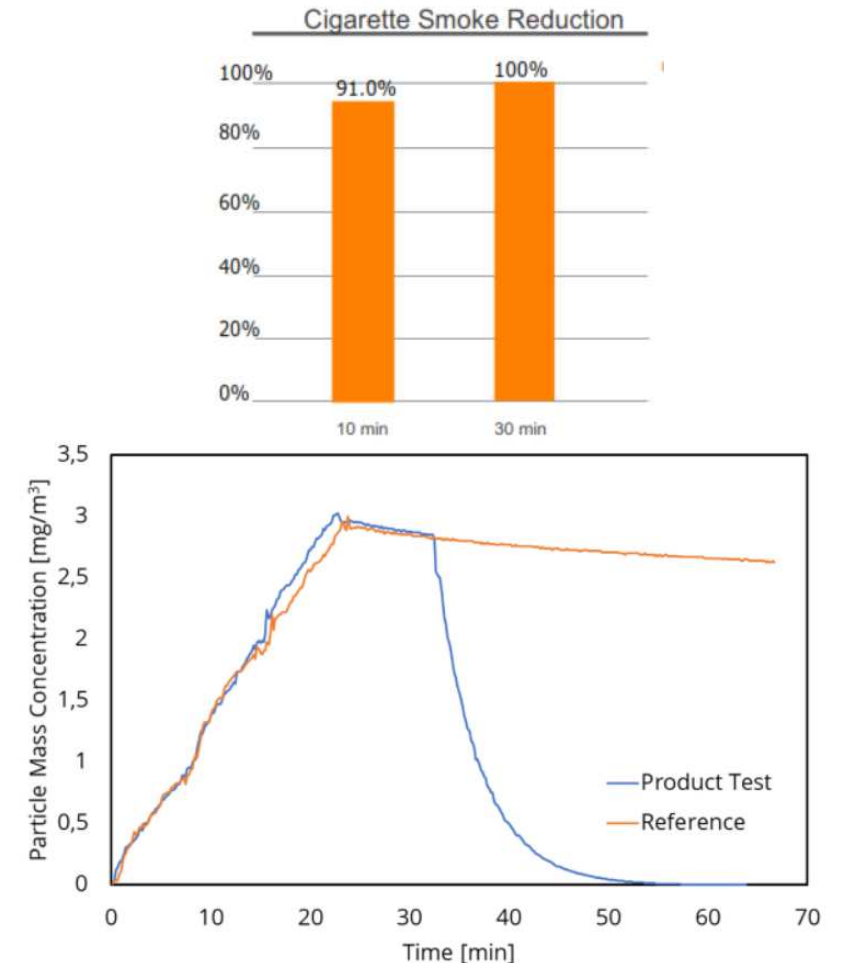 Cigarette Smoke Reduction
100%
91.0%
100%
80%
60%
40%
20%
0%
10 min
30 min
3,5
3
2,5
2
1,5
1
0,5
0
Particle Mass Concentration [mg/m³]
Product Test
Reference
0 10 20 30 40 50 60 70
Time [min]